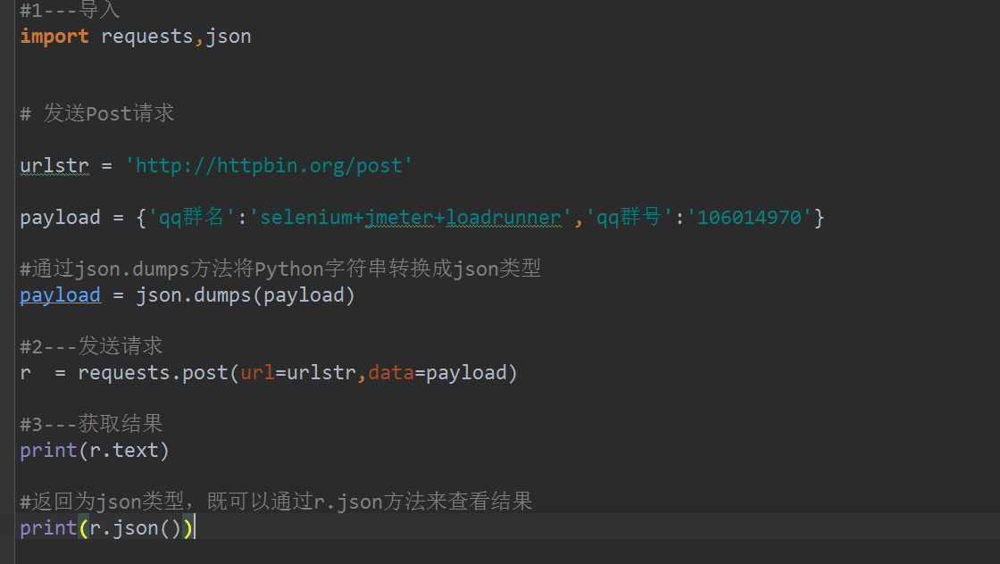 #1---导入
import requests,json
# 发送Post请求
urlstr = 'http://httpbin.org/post'
payload = {'qq群名':'selenium+jmeter+loadrunner','qq群号':'106014970'}
#通过json.dumps方法将Python字符串转换成json类型
payload = json.dumps(payload)
#2---发送请求
r  = requests.post(url=urlstr,data=payload)
#3---获取结果
print(r.text)
#返回为json类型，既可以通过r.json方法来查看结果
print(r.json())